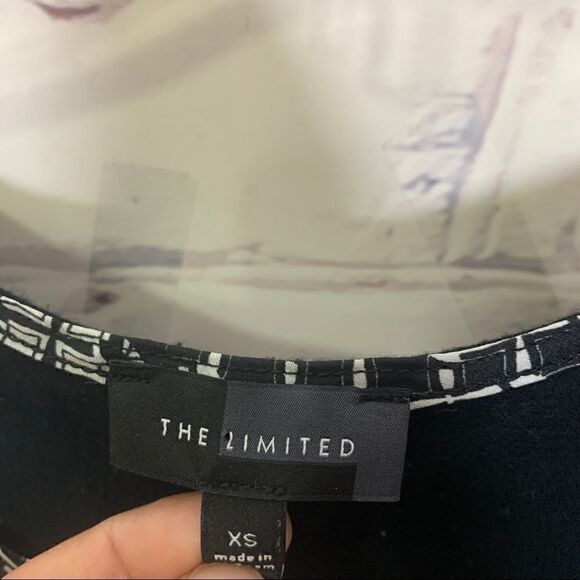 THE LIMITED
XS
made in